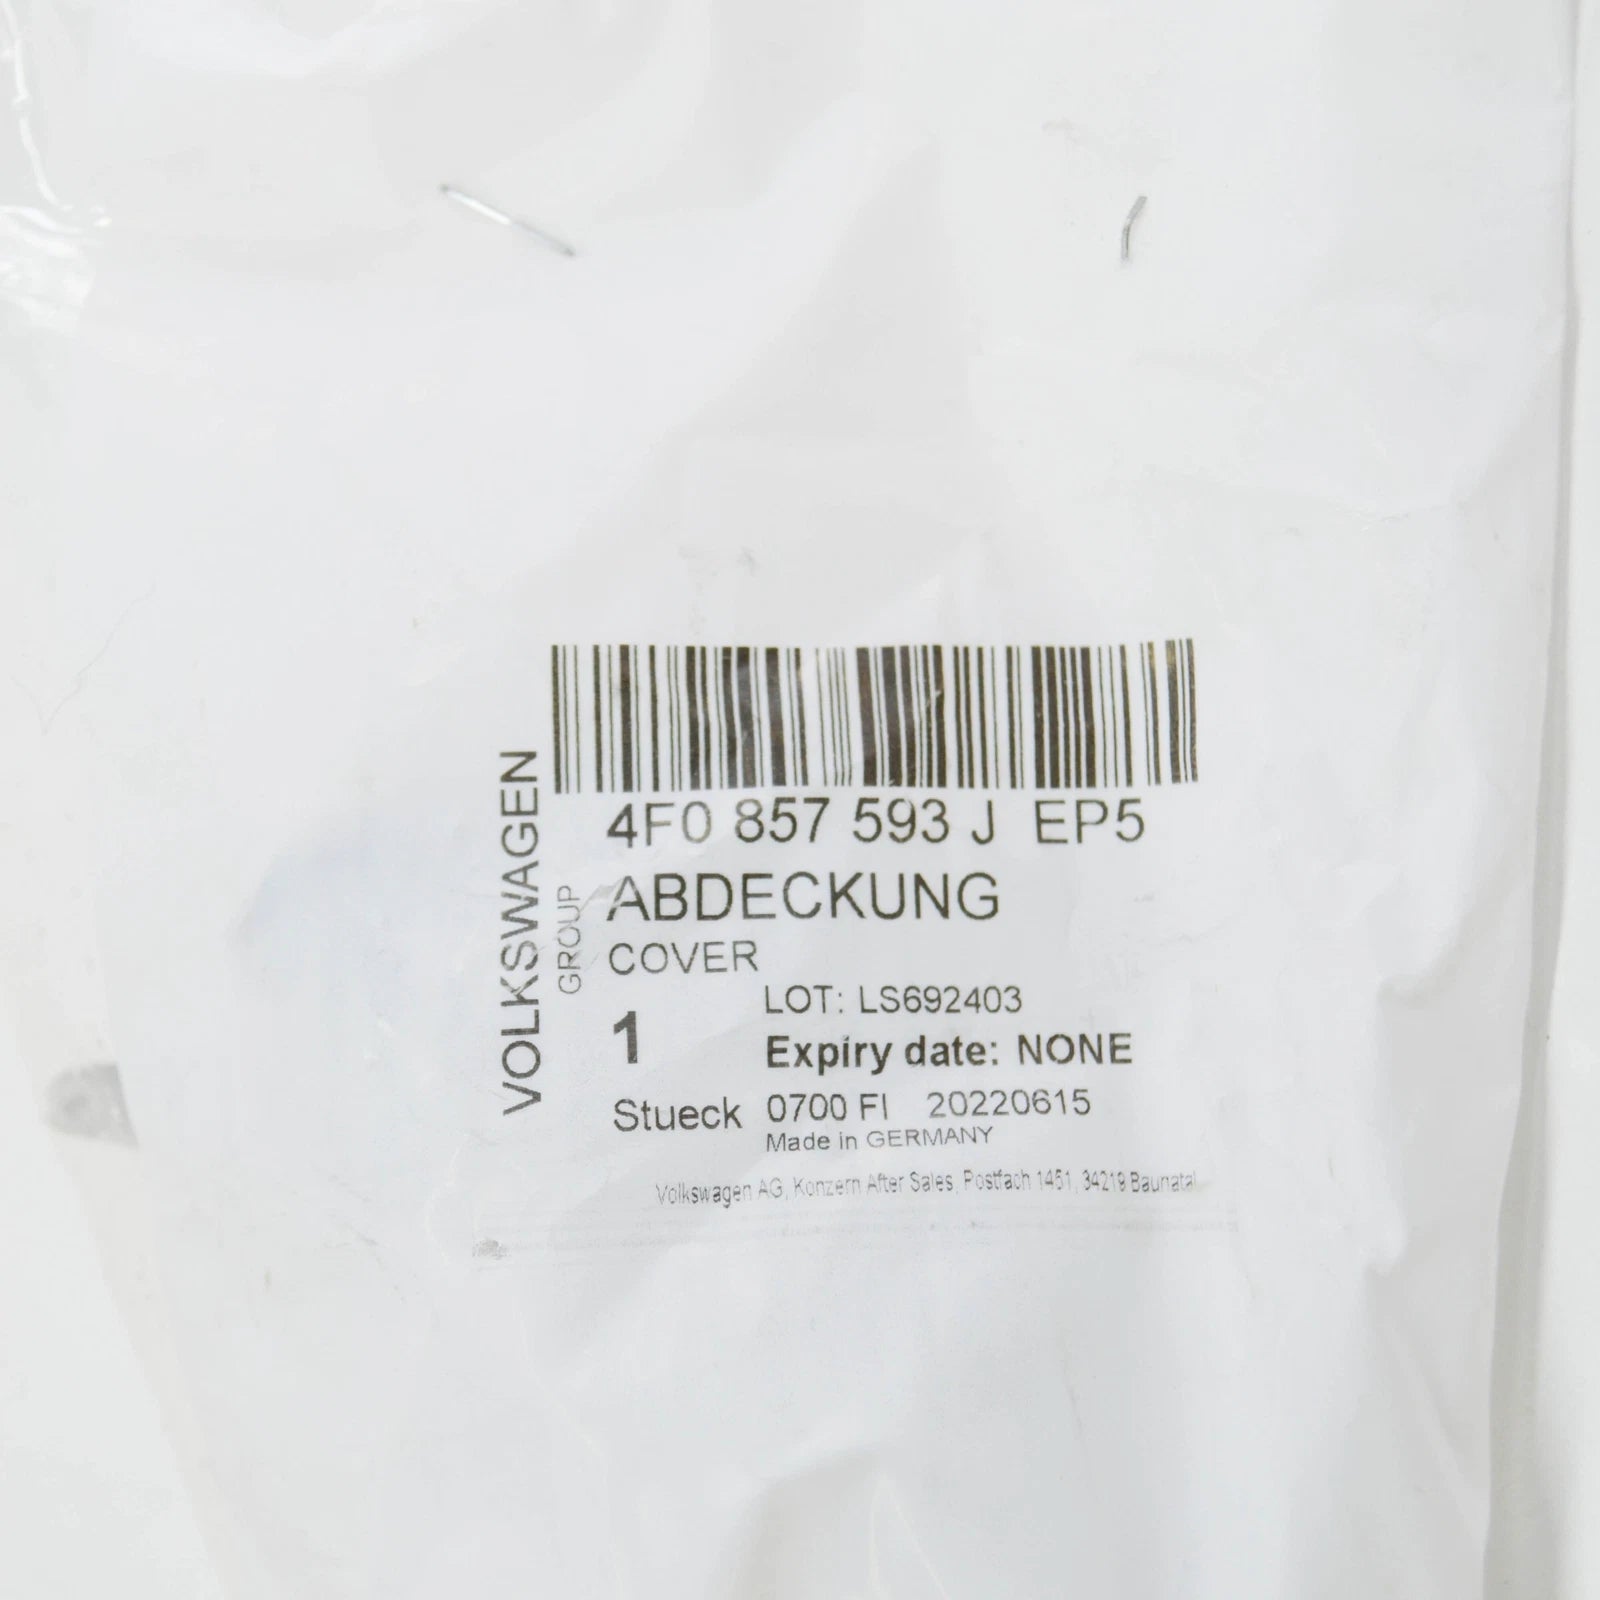 VOLKSWAGEN
GROUP
4F0 857 593 J EP5
ABDECKUNG
COVER
LOT: LS692403
1
Expiry date: NONE
Stueck 0700 FI 20220615
Made in GERMANY
Volkswagen AG, Konzern After Sales, Postfach 1451, 34219 Baunatal